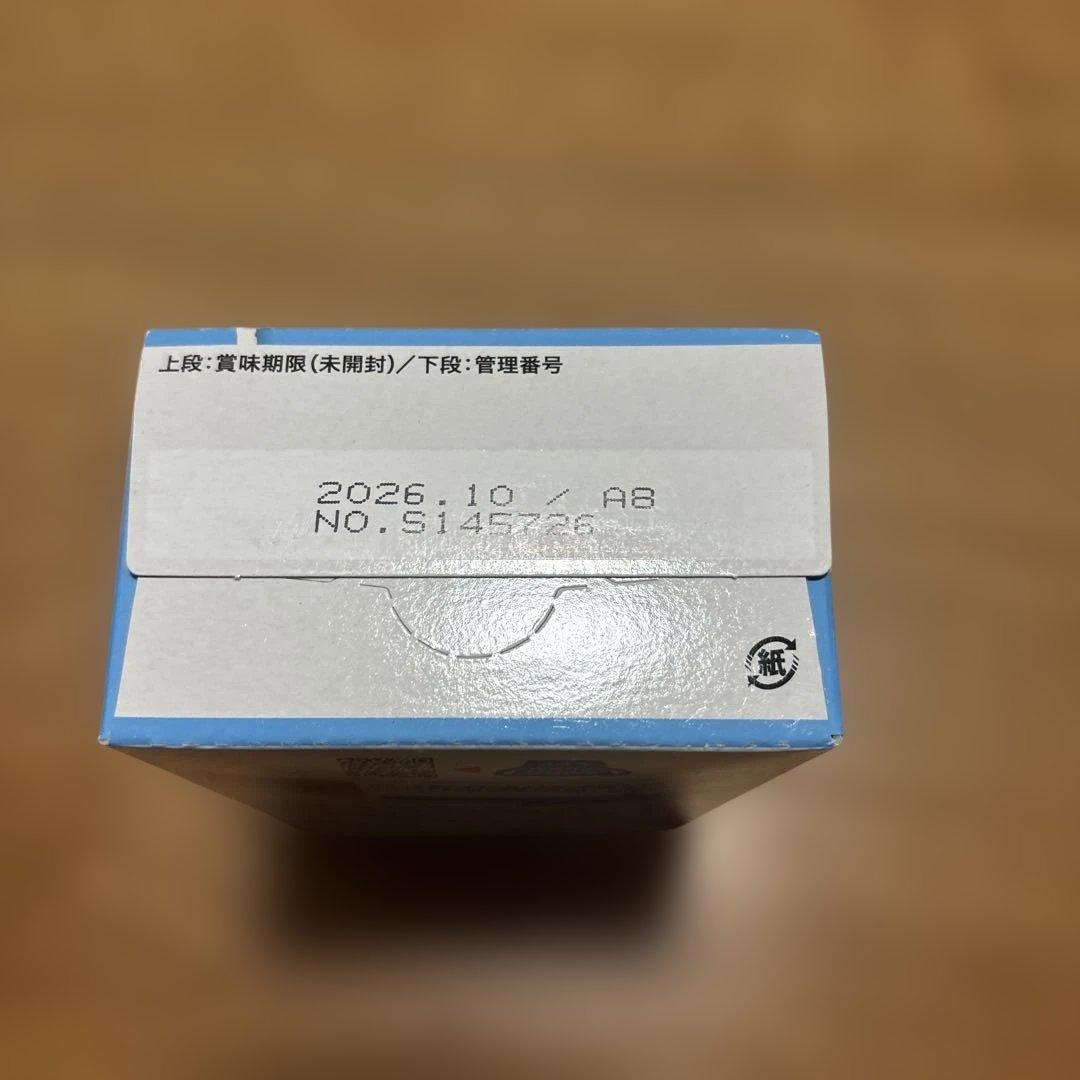 上段:賞味期限(未開封)/下段:管理番号
2026.10 / A8
NO.S145726
紙